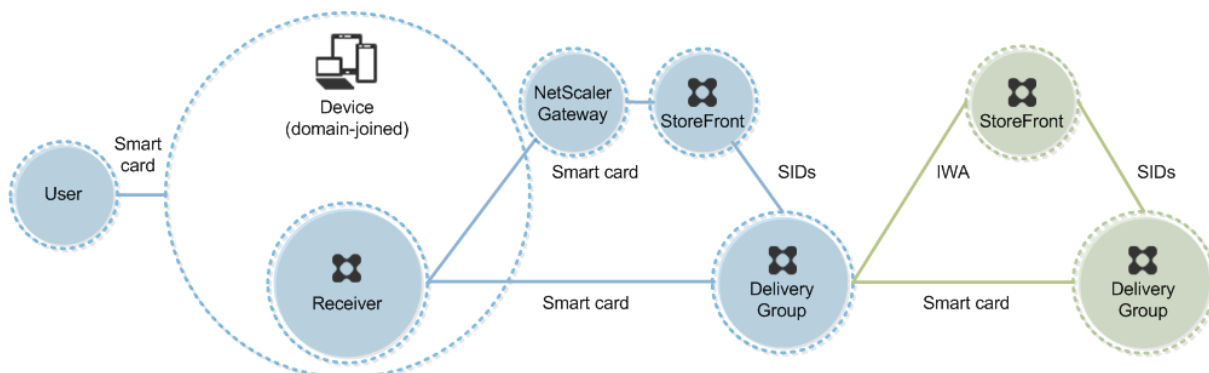 Device
(domain-joined)
NetScaler
Gateway
StoreFront
StoreFront
Smart
card
User
Smart card
SIDs
IWA
SIDs
Receiver
Smart card
Delivery
Group
Smart card
Delivery
Group